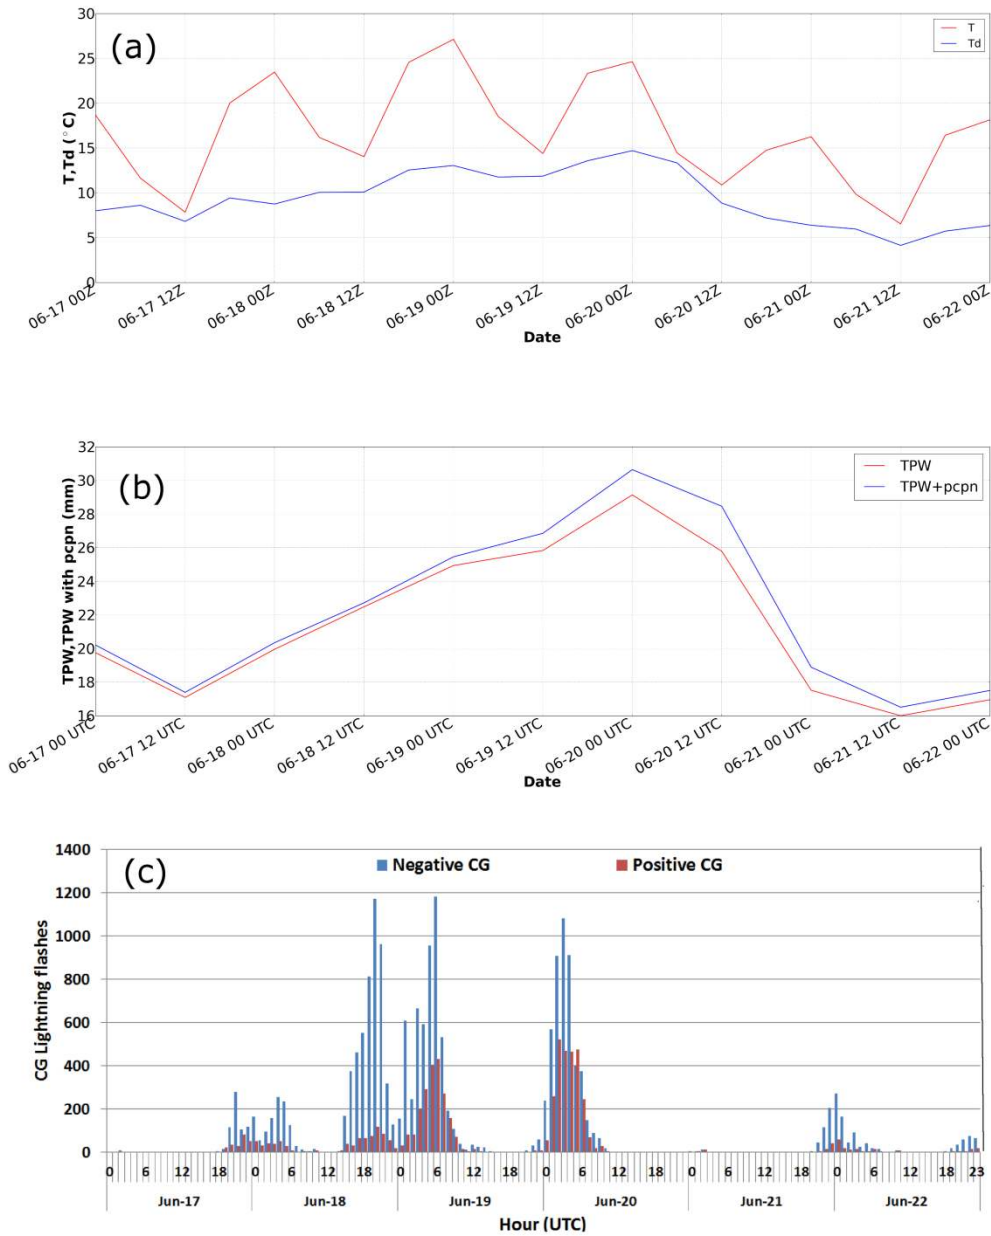 (a)
T
Td
30
25
20
15
10
5
0
T,Td (°C)
06-17 00Z
06-17 12Z
06-18 00Z
06-18 12Z
06-19 00Z
06-19 12Z
06-20 00Z
06-20 12Z
06-21 00Z
06-21 12Z
06-22 00Z
Date
(b)
TPW
TPW+pcpn
32
30
28
26
24
22
20
18
16
TPW,TPW with pcpn (mm)
06-17 00 UTC
06-17 12 UTC
06-18 00 UTC
06-18 12 UTC
06-19 00 UTC
06-19 12 UTC
06-20 00 UTC
06-20 12 UTC
06-21 00 UTC
06-21 12 UTC
06-22 00 UTC
Date
(c)
Negative CG Positive CG
1400
1200
1000
800
600
400
200
0
CG Lightning flashes
0 6 12 18 0 6 12 18 0 6 12 18 0 6 12 18 0 6 12 18 0 6 12 18 23
Jun-17 Jun-18 Jun-19 Jun-20 Jun-21 Jun-22
Hour (UTC)